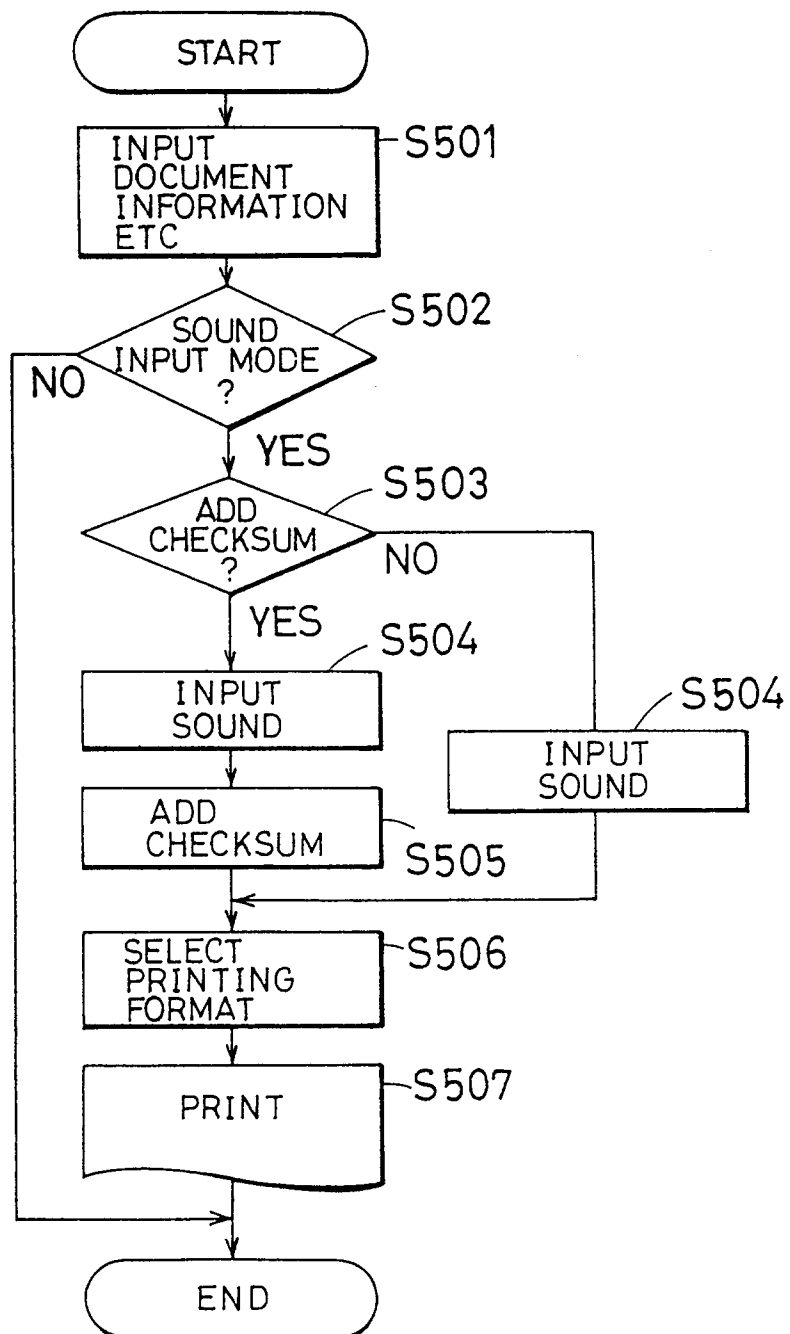 START
INPUT
DOCUMENT
INFORMATION
ETC
S501
SOUND
INPUT MODE
?
S502
NO
YES
ADD
CHECKSUM
?
S503
NO
YES
INPUT
SOUND
S504
INPUT
SOUND
S504
ADD
CHECKSUM
S505
SELECT
PRINTING
FORMAT
S506
PRINT
S507
END